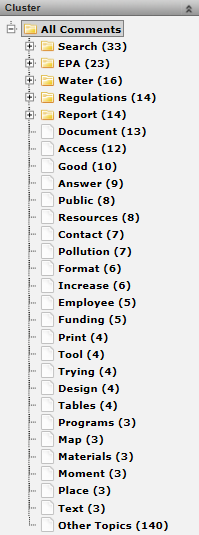 Cluster
All Comments
Search (33)
EPA (23)
Water (16)
Regulations (14)
Report (14)
Document (13)
Access (12)
Good (10)
Answer (9)
Public (8)
Resources (8)
Contact (7)
Pollution (7)
Format (6)
Increase (6)
Employee (5)
Funding (5)
Print (4)
Tool (4)
Trying (4)
Design (4)
Tables (4)
Programs (3)
Map (3)
Materials (3)
Moment (3)
Place (3)
Text (3)
Other Topics (140)